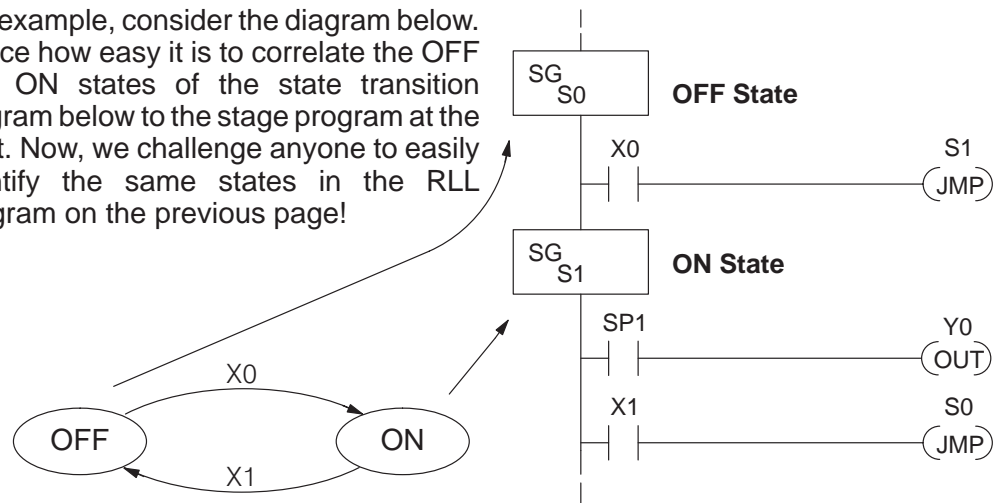 example, consider the diagram below.
ce how easy it is to correlate the OFF
ON states of the state transition
gram below to the stage program at the
t. Now, we challenge anyone to easily
ntify the same states in the RLL
gram on the previous page!
SG
S0
OFF State
X0
S1
JMP
SG
S1
ON State
SP1
Y0
OUT
X1
S0
JMP
X0
OFF
ON
X1